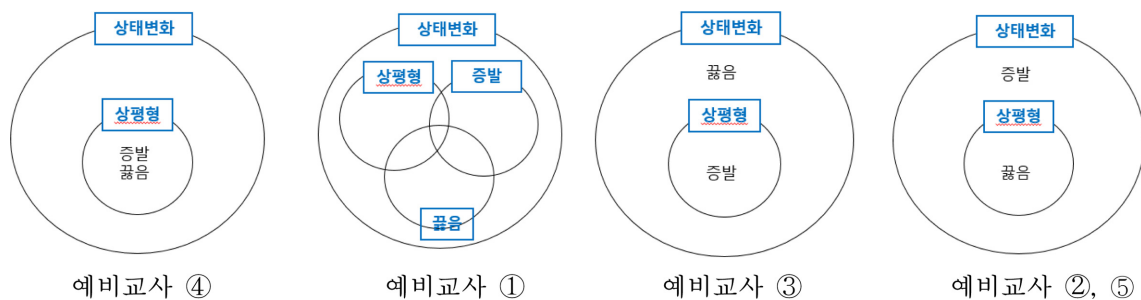 상태변화
상평형
증발
끓음
예비교사 ④
상태변화
상평형
증발
끓음
예비교사 ①
상태변화
끓음
상평형
증발
예비교사 ③
상태변화
증발
상평형
끓음
예비교사 ②, ⑤